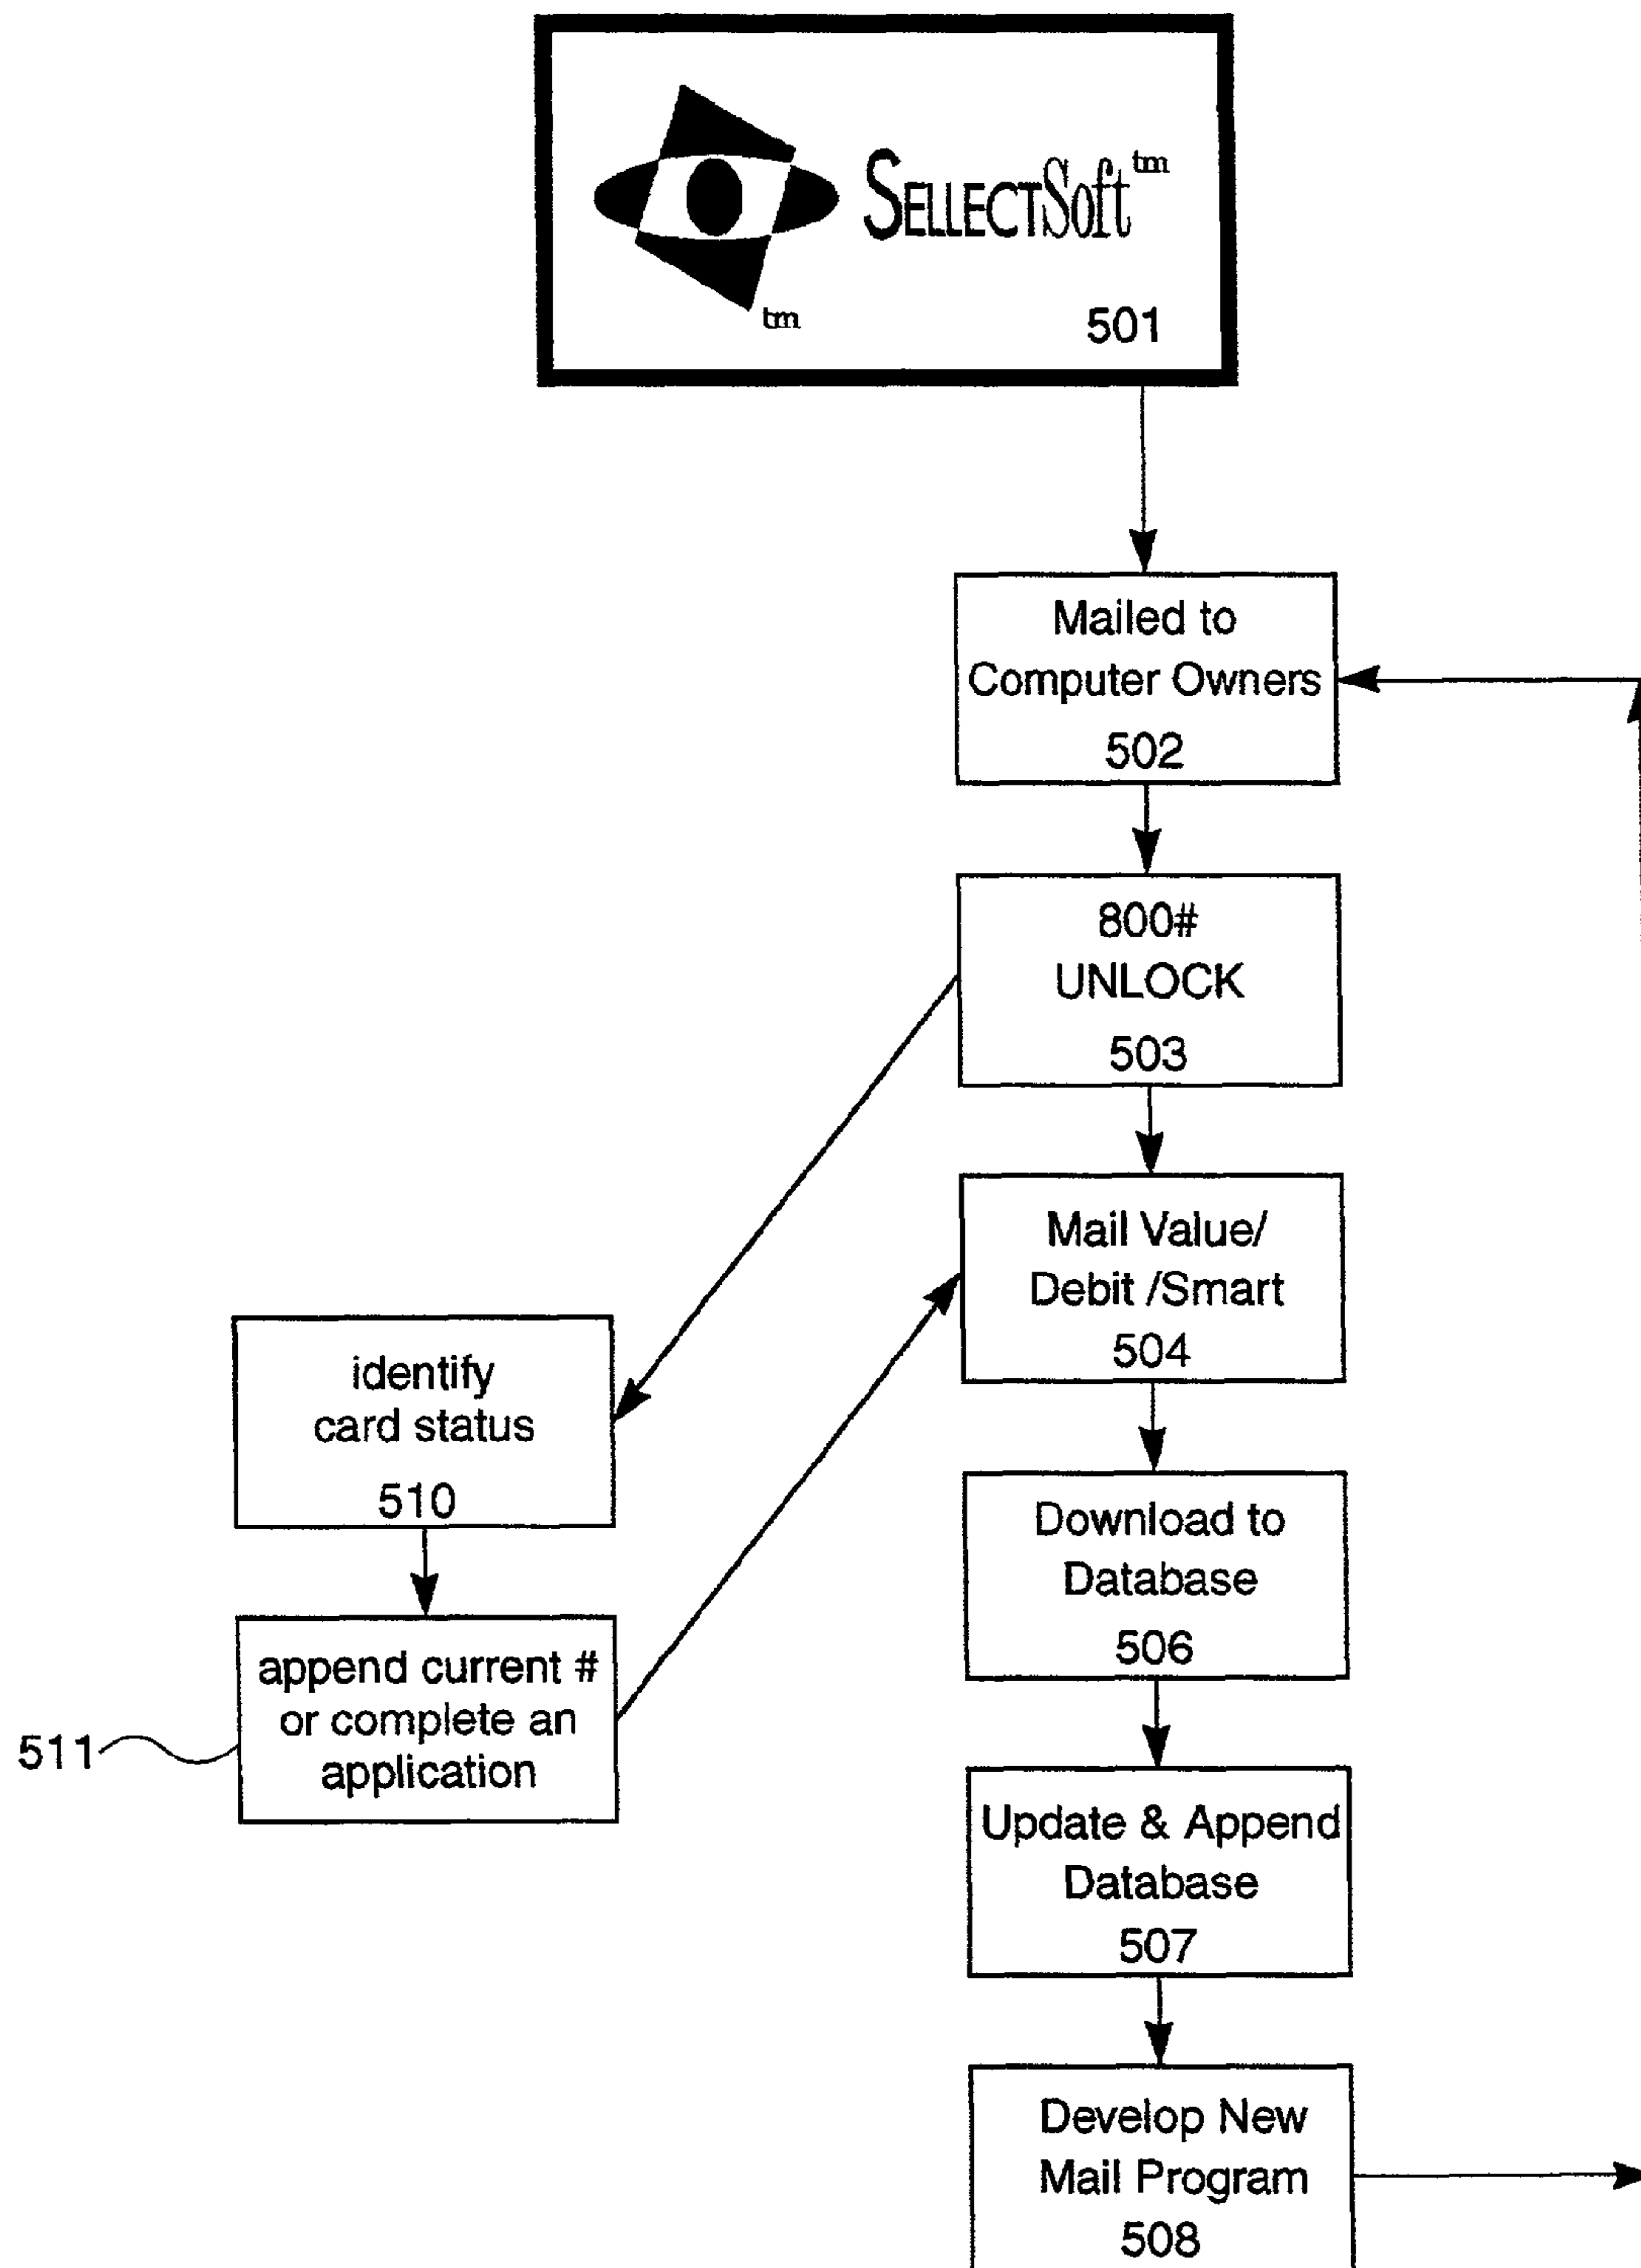 SELLECTSoft tm
tm
501
Mailed to
Computer Owners
502
800#
UNLOCK
503
Mail Value/
Debit /Smart
504
identify
card status
510
append current #
or complete an
application
511
Download to
Database
506
Update & Append
Database
507
Develop New
Mail Program
508